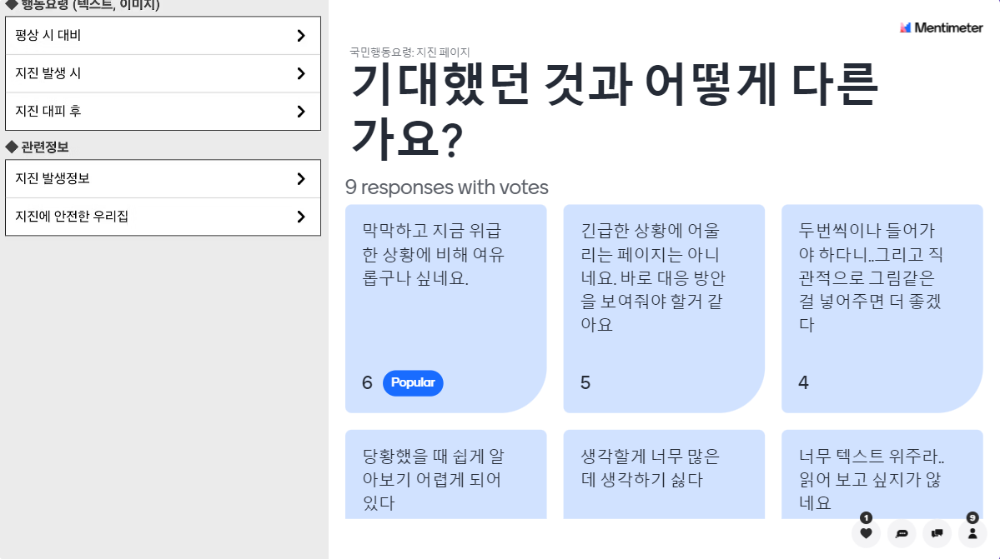 ◆ 행동요령 (텍스트, 이미지)
평상 시 대비
지진 발생 시
지진 대피 후
◆ 관련정보
지진 발생정보
지진에 안전한 우리집
Mentimeter
국민행동요령: 지진 페이지
기대했던 것과 어떻게 다른
가요?
9 responses with votes
막막하고 지금 위급
한 상황에 비해 여유
롭구나 싶네요.
6 Popular
긴급한 상황에 어울
리는 페이지는 아니
네요. 바로 대응 방안
을 보여줘야 할거 같
아요
5
두번씩이나 들어가
야 하다니..그리고 직
관적으로 그림같은
걸 넣어주면 더 좋겠
다
4
당황했을 때 쉽게 알
아보기 어렵게 되어
있다
생각할게 너무 많은
데 생각하기 싫다
너무 텍스트 위주라..
읽어 보고 싶지가 않
네요
1
9